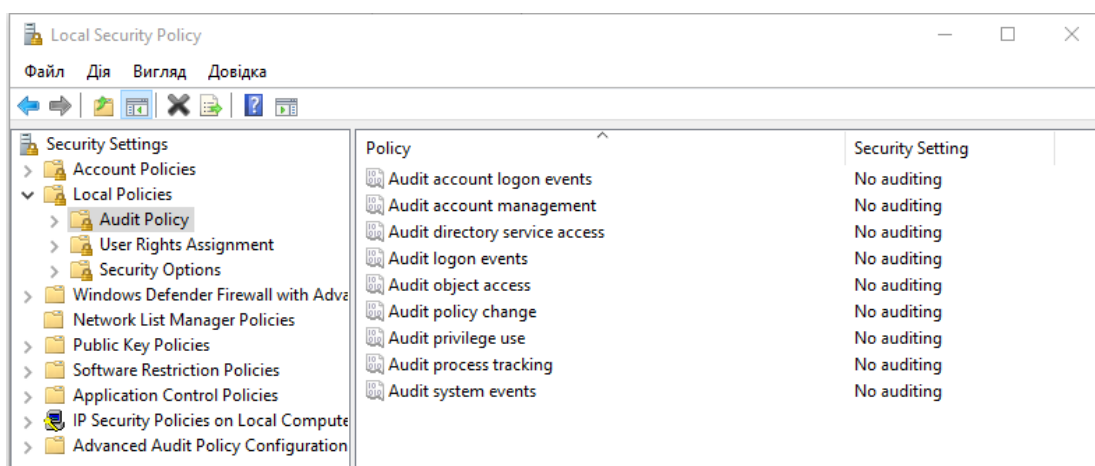 Local Security Policy
Файл Дія Вигляд Довідка
Security Settings
Account Policies
Local Policies
Audit Policy
User Rights Assignment
Security Options
Windows Defender Firewall with Adva
Network List Manager Policies
Public Key Policies
Software Restriction Policies
Application Control Policies
IP Security Policies on Local Compute
Advanced Audit Policy Configuration
Policy Security Setting
Audit account logon events No auditing
Audit account management No auditing
Audit directory service access No auditing
Audit logon events No auditing
Audit object access No auditing
Audit policy change No auditing
Audit privilege use No auditing
Audit process tracking No auditing
Audit system events No auditing